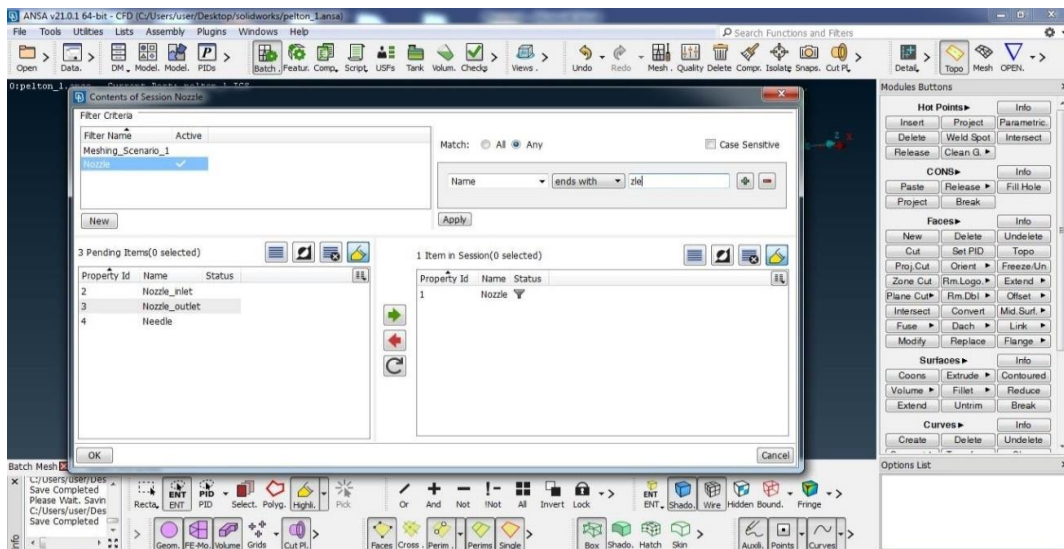 ANSA v21.0.1 64-bit - CFD (C:/Users/user/Desktop/solidworks/pelton_1.ansa)
File Tools Utilities Lists Assembly Plugins Windows Help
Search Functions and Filters
Open Data. DM. Model. Model. PIDs Batch. Featur. Comp. Script. USFs Tank Volum. Checks Views. Undo Redo Mesh. Quality Delete Compr. Isolate Snaps. Cut Pl. Detail. Topo Mesh OPEN.
Modules Buttons
Contents of Session Nozzle
Filter Criteria
Filter Name Active
Meshing_Scenario_1
Nozzle
New
Match: All Any Case Sensitive
Name ends with zle
Apply
3 Pending Items(0 selected)
Property Id Name Status
2 Nozzle_inlet
3 Nozzle_outlet
4 Needle
1 Item in Session(0 selected)
Property Id Name Status
1 Nozzle
OK Cancel
Hot Points Info
Insert Project Parametric.
Delete Weld Spot Intersect
Release Clean G.
CONS Info
Paste Release Fill Hole
Project Break
Faces Info
New Delete Undelete
Cut Set PID Topo
Proj.Cut Orient Freeze/Un
Zone Cut Rm.Logo. Extend
Plane Cut Rm.Dbl Offset
Intersect Convert Mid.Surf.
Fuse Dach Link
Modify Replace Flange
Surfaces Info
Coons Extrude Contoured
Volume Fillet Reduce
Extend Untrim Break
Curves Info
Create Delete Undelete
Options List
Batch Mesh
C:/Users/user/Des
Save Completed
Please Wait. Savin
C:/Users/user/Des
Save Completed
Info
Recta. ENT PID Select. Polyg. Highli. Pick Or And Not !Not All Invert Lock ENT. Shado. Wire Hidden Bound. Fringe
Geom. FE-Mo. Volume Grids Cut Pl. Faces Cross. Perim. Perims Single Box Shado. Hatch Skin Auxili. Points Curves